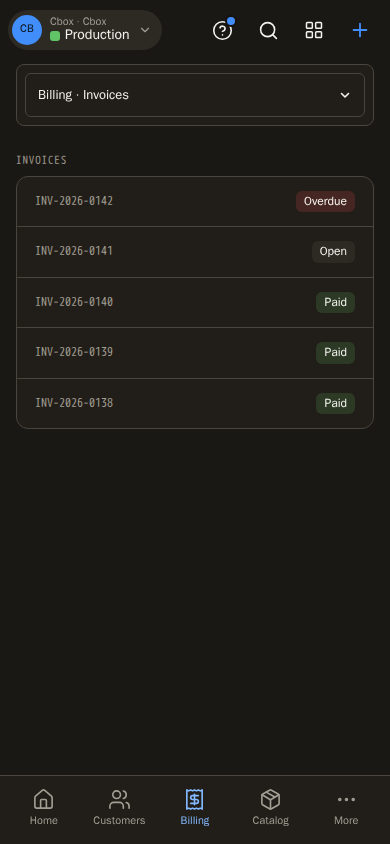 CB
Cbox · Cbox
Production
Billing · Invoices
INVOICES
INV-2026-0142 Overdue
INV-2026-0141 Open
INV-2026-0140 Paid
INV-2026-0139 Paid
INV-2026-0138 Paid
Home Customers Billing Catalog More